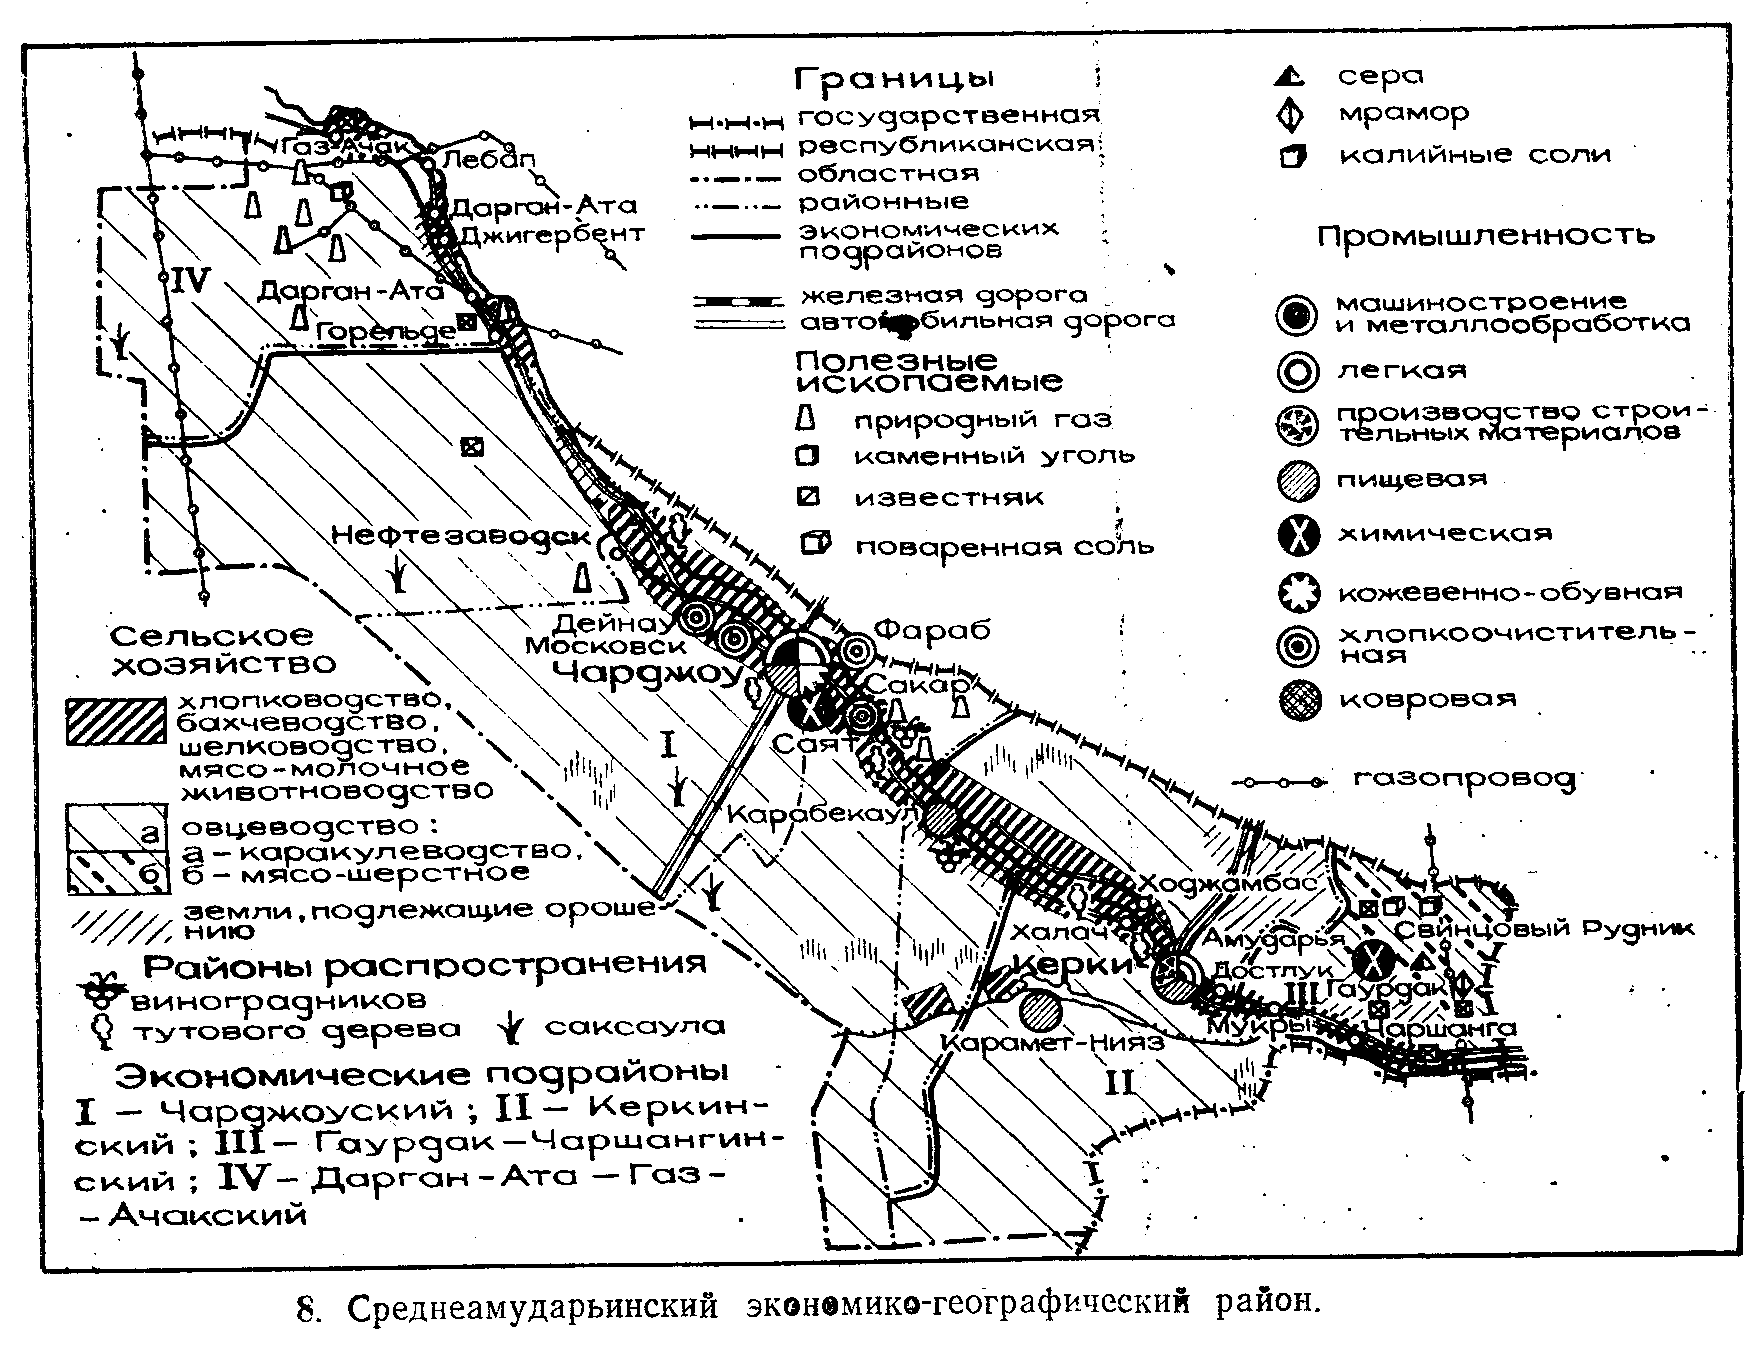 Границы
государственная
республиканская
областная
районные
экономических
подрайонов
железная дорога
автомобильная дорога
Полезные
ископаемые
природный газ
каменный уголь
известняк
поваренная соль
сера
мрамор
калийные соли
Промышленность
машиностроение
и металлообработка
легкая
производство строи-
тельных материалов
пищевая
химическая
кожевенно-обувная
хлопкоочиститель-
ная
ковровая
газопровод
Газ-Ачак
Лебап
Дарган-Ата
Джигербент
IV
Дарган-Ата
Горельде
Нефтезаводск
Дейнау
Московск
Чарджоу
Фараб
Сакар
Саят
I
Карабекаул
Ходжамбас
Халач
Амударья
Свинцовый Рудник
Керки
Достлук
III
Гаурдак
Мукры
Чаршанга
Карамет-Нияз
II
Сельское
хозяйство
хлопководство,
бахчеводство,
шелководство,
мясо-молочное
животноводство
а
б
овцеводство:
а-каракулеводство,
б-мясо-шерстное
земли, подлежащие ороше-
нию
Районы распространения
виноградников
тутового дерева
саксаула
Экономические подрайоны
I – Чарджоуский; II – Керкин-
ский; III – Гаурдак – Чаршангин-
ский; IV – Дарган-Ата – Газ-
-Ачакский
8. Среднеамударьинский экономико-географический район.